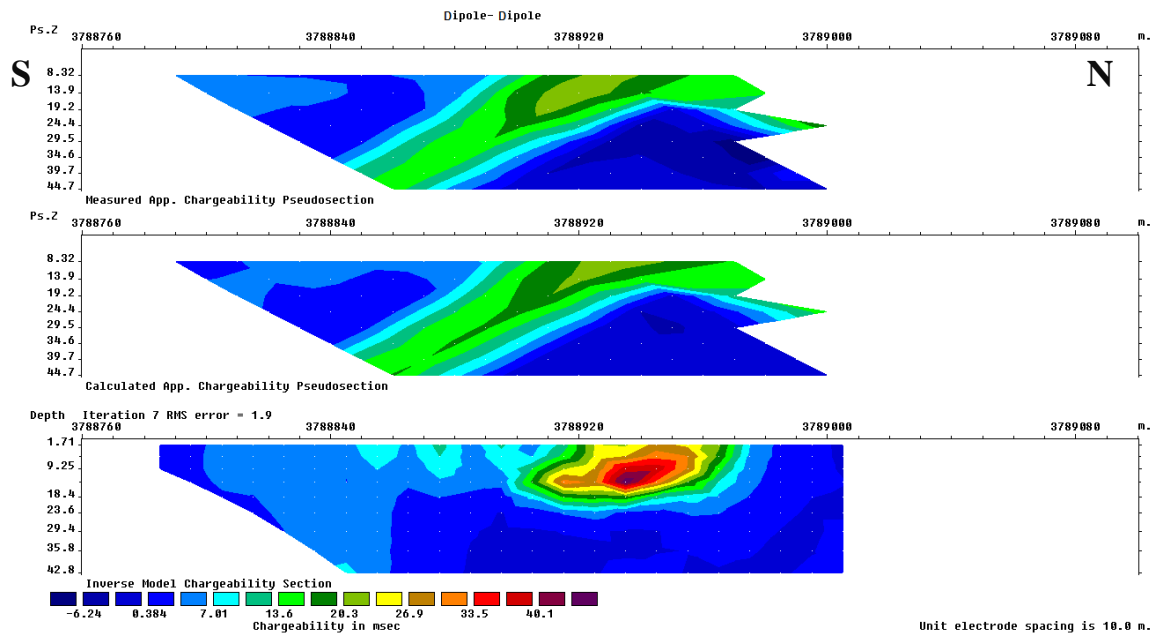 Dipole- Dipole
Ps.Z 3788760 3788840 3788920 3789000 3789080 m.
S N
8.32
13.9
19.2
24.4
29.5
34.6
39.7
44.7
Measured App. Chargeability Pseudosection
Ps.Z 3788760 3788840 3788920 3789000 3789080 m.
8.32
13.9
19.2
24.4
29.5
34.6
39.7
44.7
Calculated App. Chargeability Pseudosection
Depth Iteration 7 RMS error = 1.9
3788760 3788840 3788920 3789000 3789080 m.
1.71
9.25
18.4
23.6
29.4
35.8
42.8
Inverse Model Chargeability Section
-6.24 0.384 7.01 13.6 20.3 26.9 33.5 40.1
Chargeability in msec Unit electrode spacing is 10.0 m.